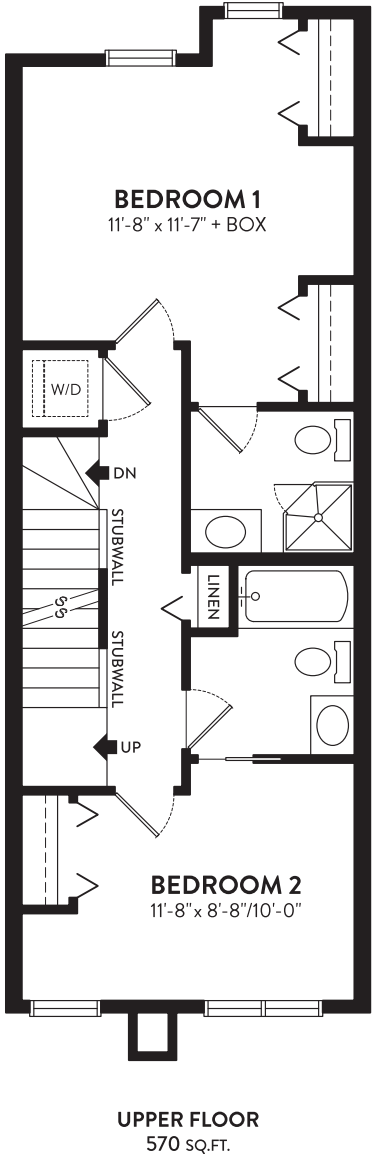 BEDROOM 1
11'-8" x 11'-7" + BOX
W/D
DN
STUBWALL
S
S
LINEN
STUBWALL
UP
BEDROOM 2
11'-8" x 8'-8"/10'-0"
UPPER FLOOR
570 SQ.FT.